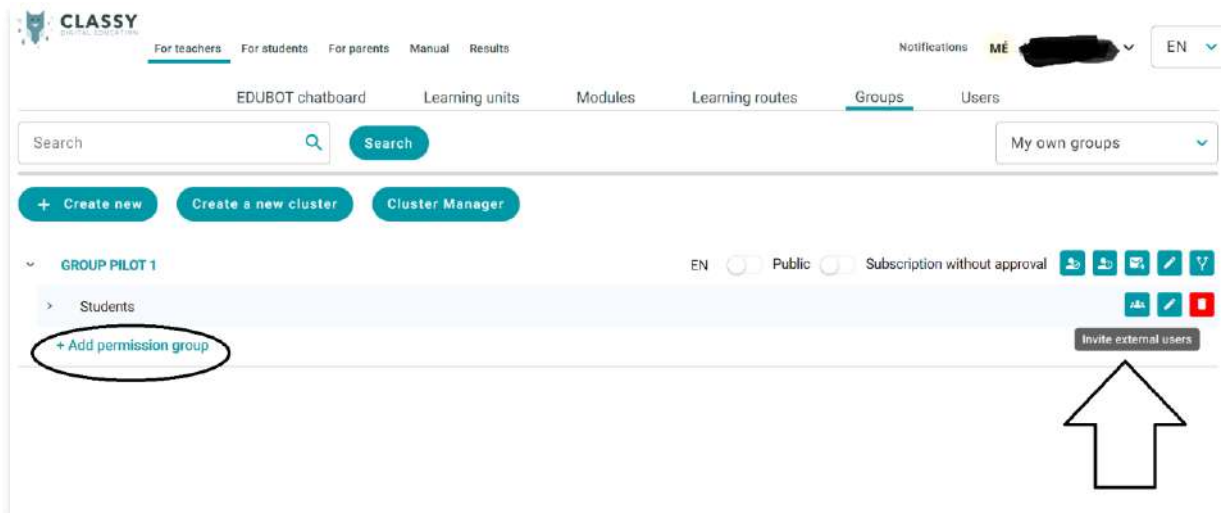 CLASSY
DIGITAL EDUCATION
For teachers For students For parents Manual Results Notifications MÉ EN
EDUBOT chatboard Learning units Modules Learning routes Groups Users
Search Search My own groups
+ Create new Create a new cluster Cluster Manager
GROUP PILOT 1 EN Public Subscription without approval
Students
+ Add permission group Invite external users